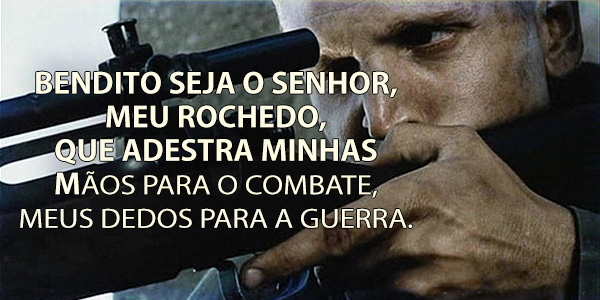 BENDITO SEJA O SENHOR,
MEU ROCHEDO,
QUE ADESTRA MINHAS
MÃOS PARA O COMBATE,
MEUS DEDOS PARA A GUERRA.